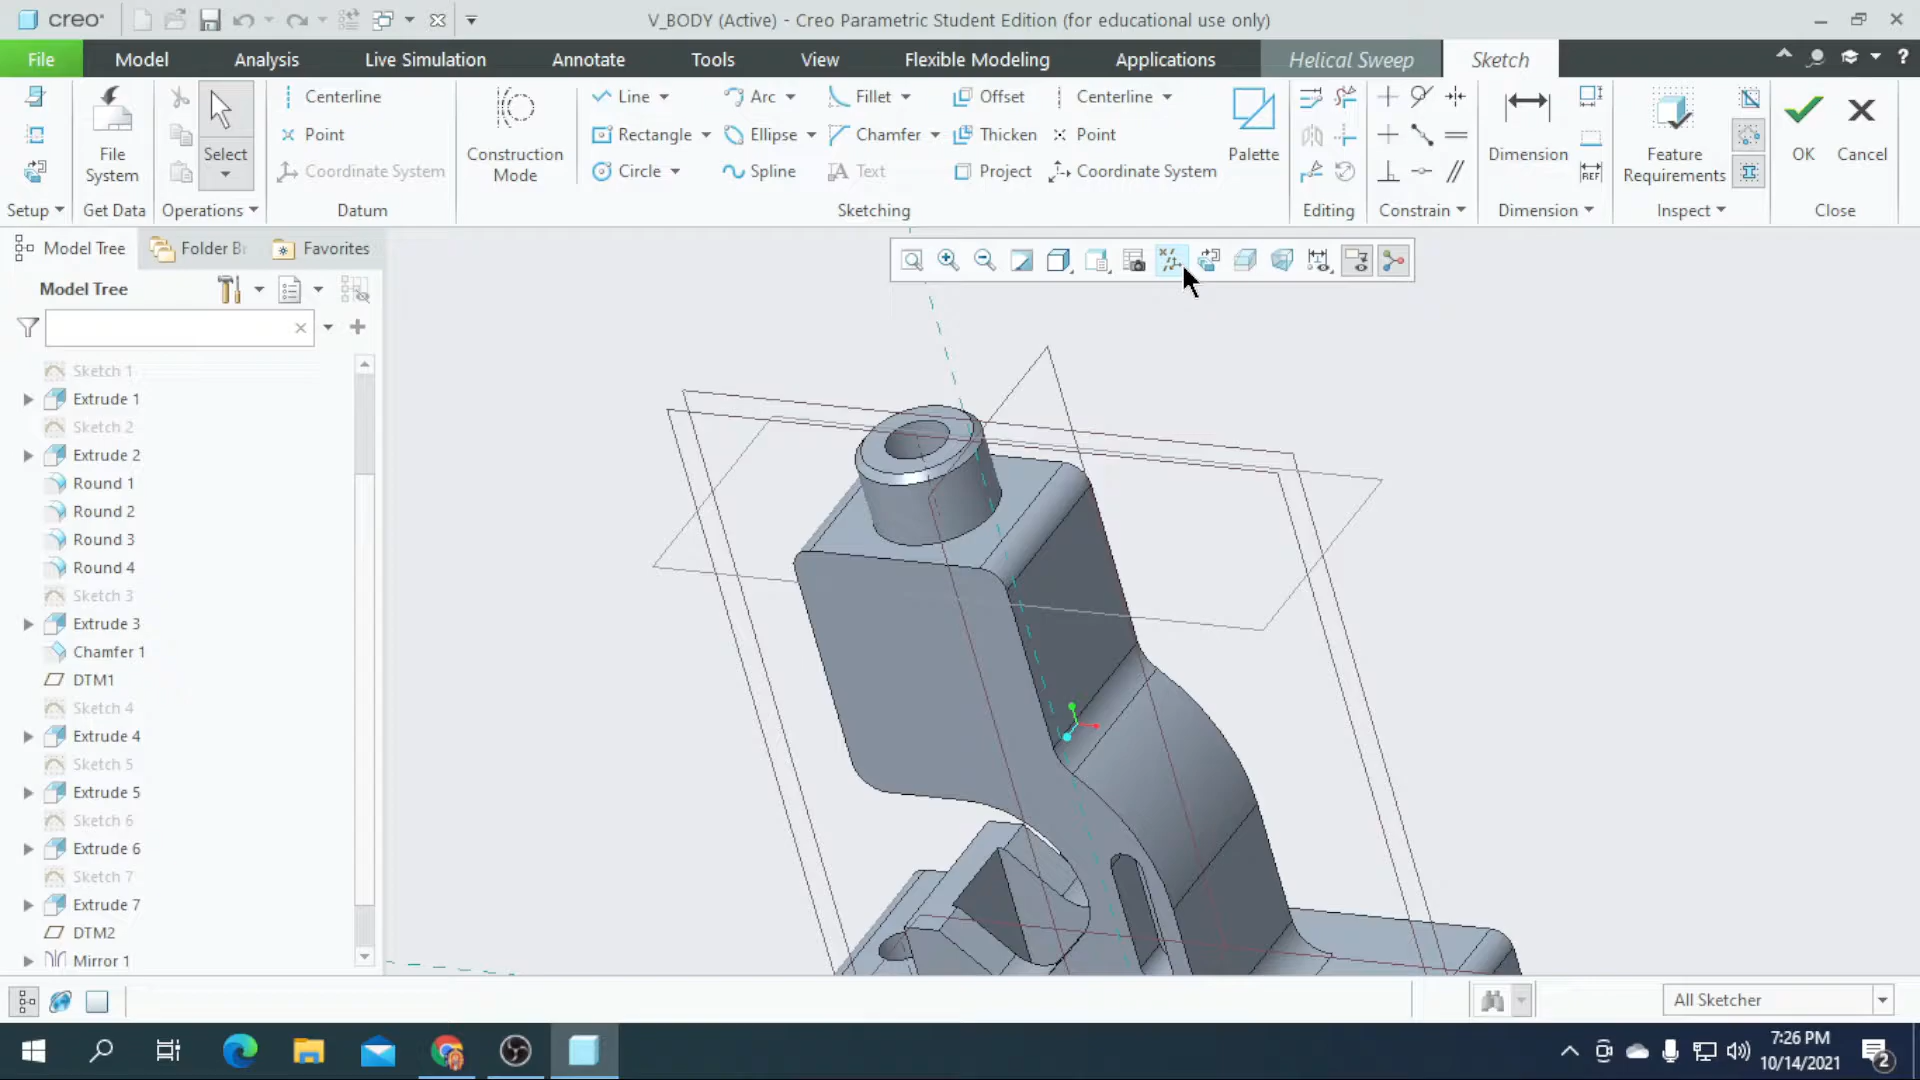 creo
V_BODY (Active) - Creo Parametric Student Edition (for educational use only)
File
Model
Analysis
Live Simulation
Annotate
Tools
View
Flexible Modeling
Applications
Helical Sweep
Sketch
?
File
System
Select
Centerline
Point
Coordinate System
Construction
Mode
Line
Rectangle
Circle
Arc
Ellipse
Spline
Fillet
Chamfer
Text
Offset
Thicken
Project
Centerline
Point
Coordinate System
Palette
Dimension
REF
Feature
Requirements
OK
Cancel
Setup
Get Data
Operations
Datum
Sketching
Editing
Constrain
Dimension
Inspect
Close
Model Tree
Folder Br
Favorites
Model Tree
Sketch 1
Extrude 1
Sketch 2
Extrude 2
Round 1
Round 2
Round 3
Round 4
Sketch 3
Extrude 3
Chamfer 1
DTM1
Sketch 4
Extrude 4
Sketch 5
Extrude 5
Sketch 6
Extrude 6
Sketch 7
Extrude 7
DTM2
Mirror 1
All Sketcher
7:26 PM
10/14/2021
2